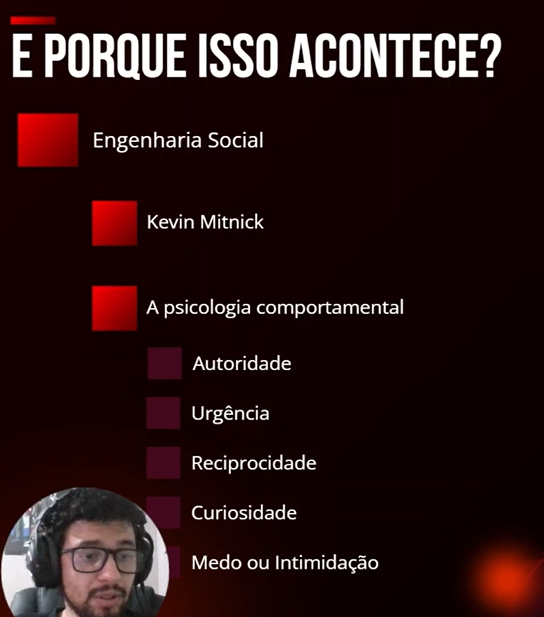 E PORQUE ISSO ACONTECE?
Engenharia Social
Kevin Mitnick
A psicologia comportamental
Autoridade
Urgência
Reciprocidade
Curiosidade
Medo ou Intimidação